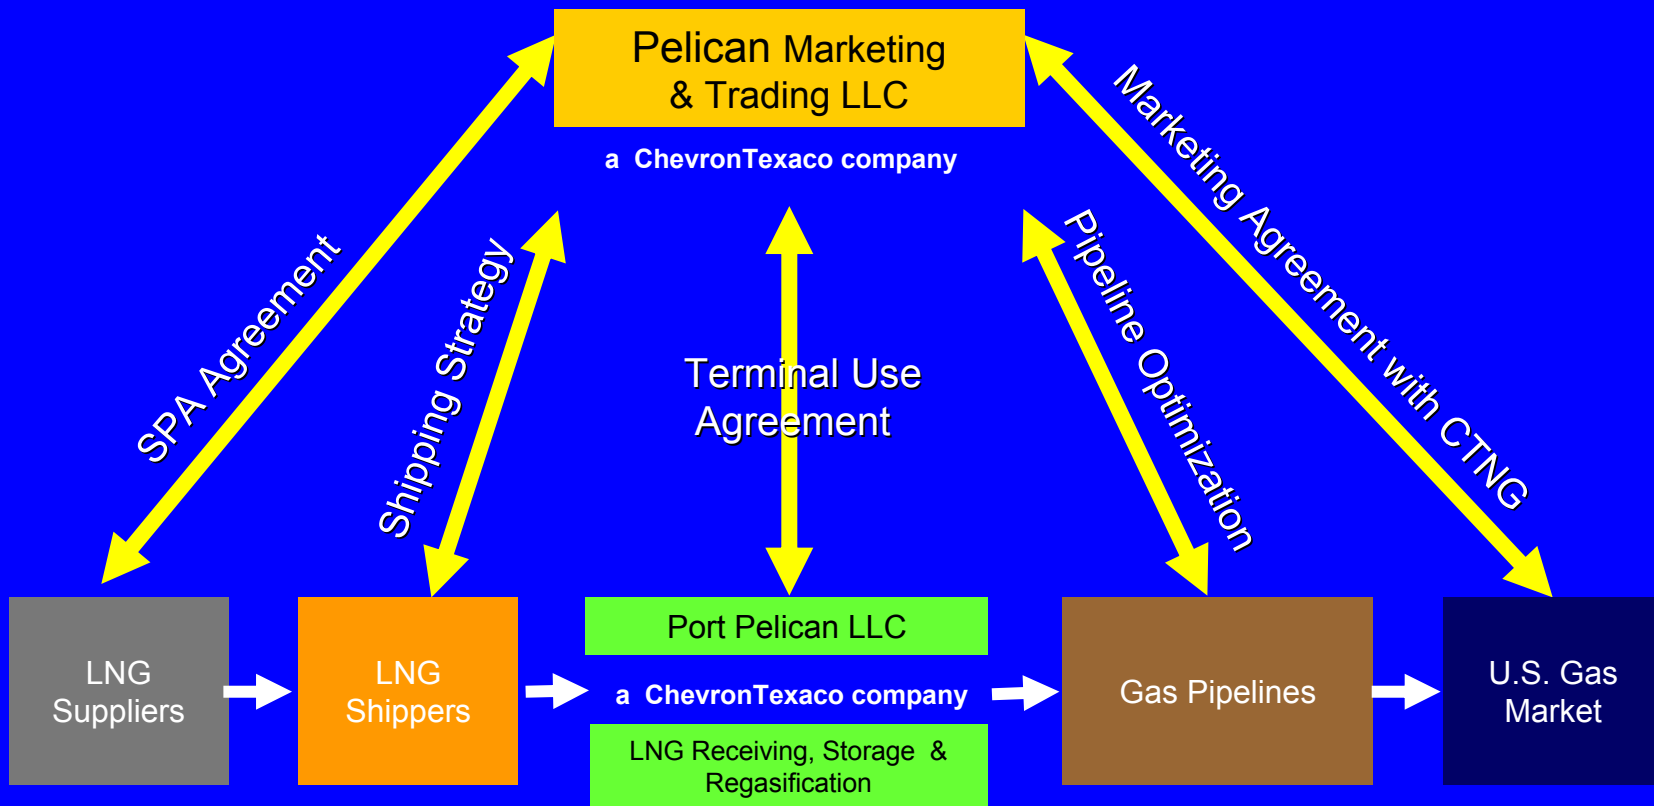 Pelican Marketing
& Trading LLC
a ChevronTexaco company
SPA Agreement
Shipping Strategy
Terminal Use
Agreement
Pipeline Optimization
Marketing Agreement with CTNG
LNG
Suppliers
LNG
Shippers
Port Pelican LLC
a ChevronTexaco company
LNG Receiving, Storage &
Regasification
Gas Pipelines
U.S. Gas
Market